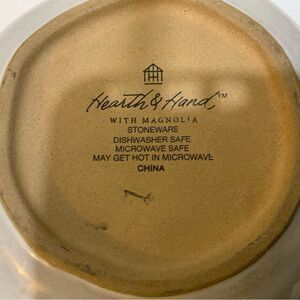 Hearth & Hand™
WITH MAGNOLIA
STONEWARE
DISHWASHER SAFE
MICROWAVE SAFE
MAY GET HOT IN MICROWAVE
CHINA